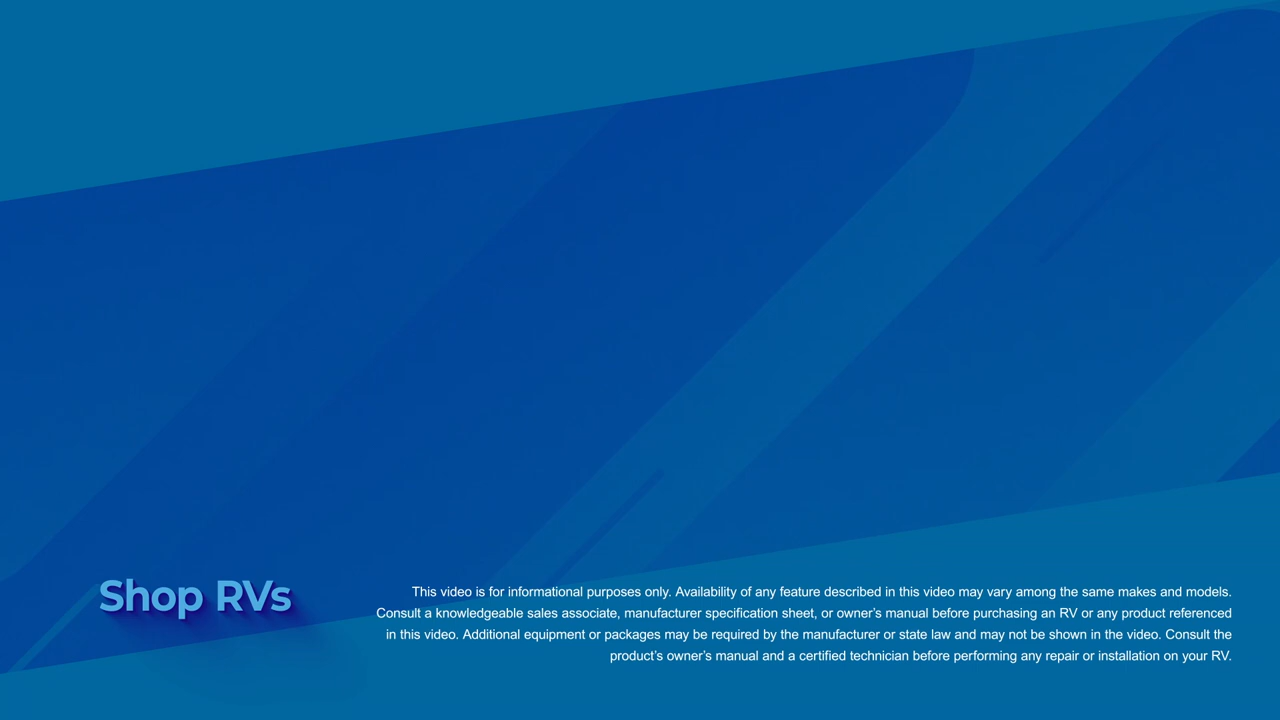 Shop RVs
This video is for informational purposes only. Availability of any feature described in this video may vary among the same makes and models.
Consult a knowledgeable sales associate, manufacturer specification sheet, or owner’s manual before purchasing an RV or any product referenced
in this video. Additional equipment or packages may be required by the manufacturer or state law and may not be shown in the video. Consult the
product’s owner’s manual and a certified technician before performing any repair or installation on your RV.